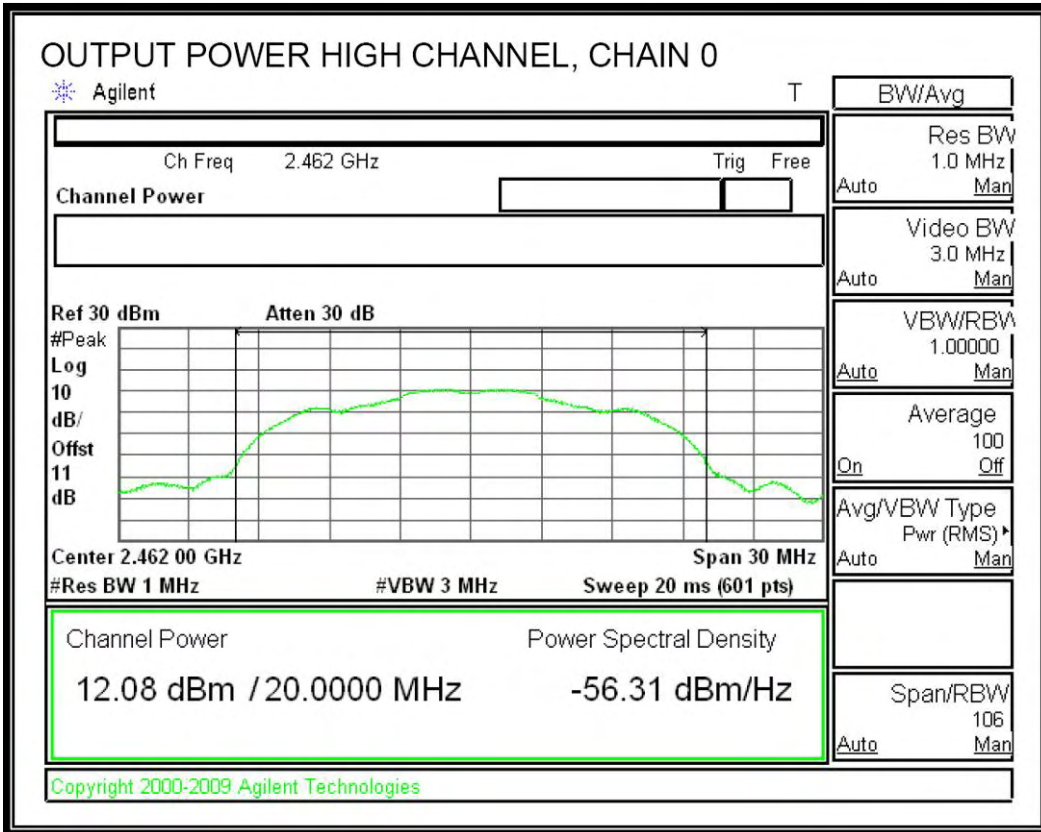 OUTPUT POWER HIGH CHANNEL, CHAIN 0
Agilent T
Ch Freq 2.462 GHz Trig Free
Channel Power
Ref 30 dBm Atten 30 dB
#Peak
Log
10
dB/
Offst
11
dB
Center 2.462 00 GHz Span 30 MHz
#Res BW 1 MHz #VBW 3 MHz Sweep 20 ms (601 pts)
Channel Power Power Spectral Density
12.08 dBm / 20.0000 MHz -56.31 dBm/Hz
Copyright 2000-2009 Agilent Technologies
BW/Avg
Res BW
1.0 MHz
Auto Man
Video BW
3.0 MHz
Auto Man
VBW/RBW
1.00000
Auto Man
Average
100
On Off
Avg/VBW Type
Pwr (RMS)
Auto Man
Span/RBW
106
Auto Man